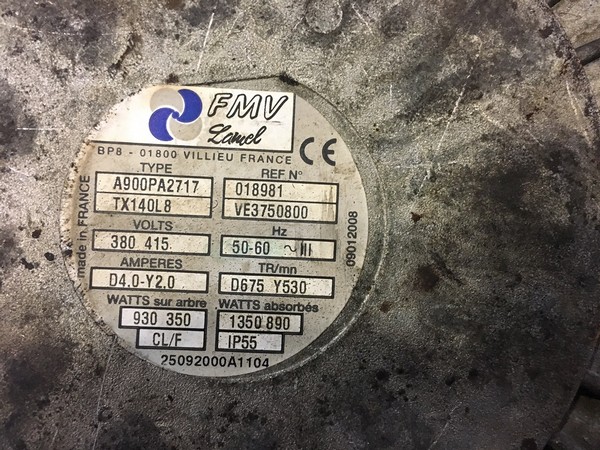 FMV
Lamel
BP8 - 01800 VILLIEU FRANCE
CE
TYPE REF N°
A900PA2717 018981
TX140L8 VE3750800
VOLTS Hz
380 415 50-60 ~
AMPERES TR/mn
D4.0-Y2.0 D675 Y530
WATTS sur arbre WATTS absorbés
930 350 1350 890
CL/F IP55
25092000A1104
made in FRANCE
09012008